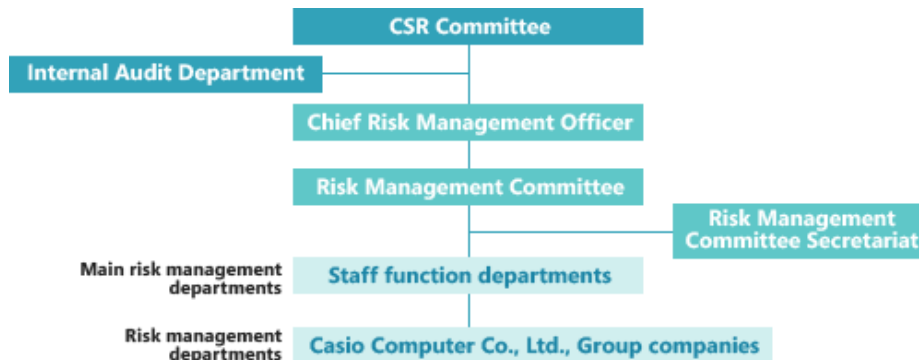 CSR Committee
Internal Audit Department
Chief Risk Management Officer
Risk Management Committee
Risk Management
Committee Secretariat
Main risk management
departments
Staff function departments
Risk management
departments
Casio Computer Co., Ltd., Group companies